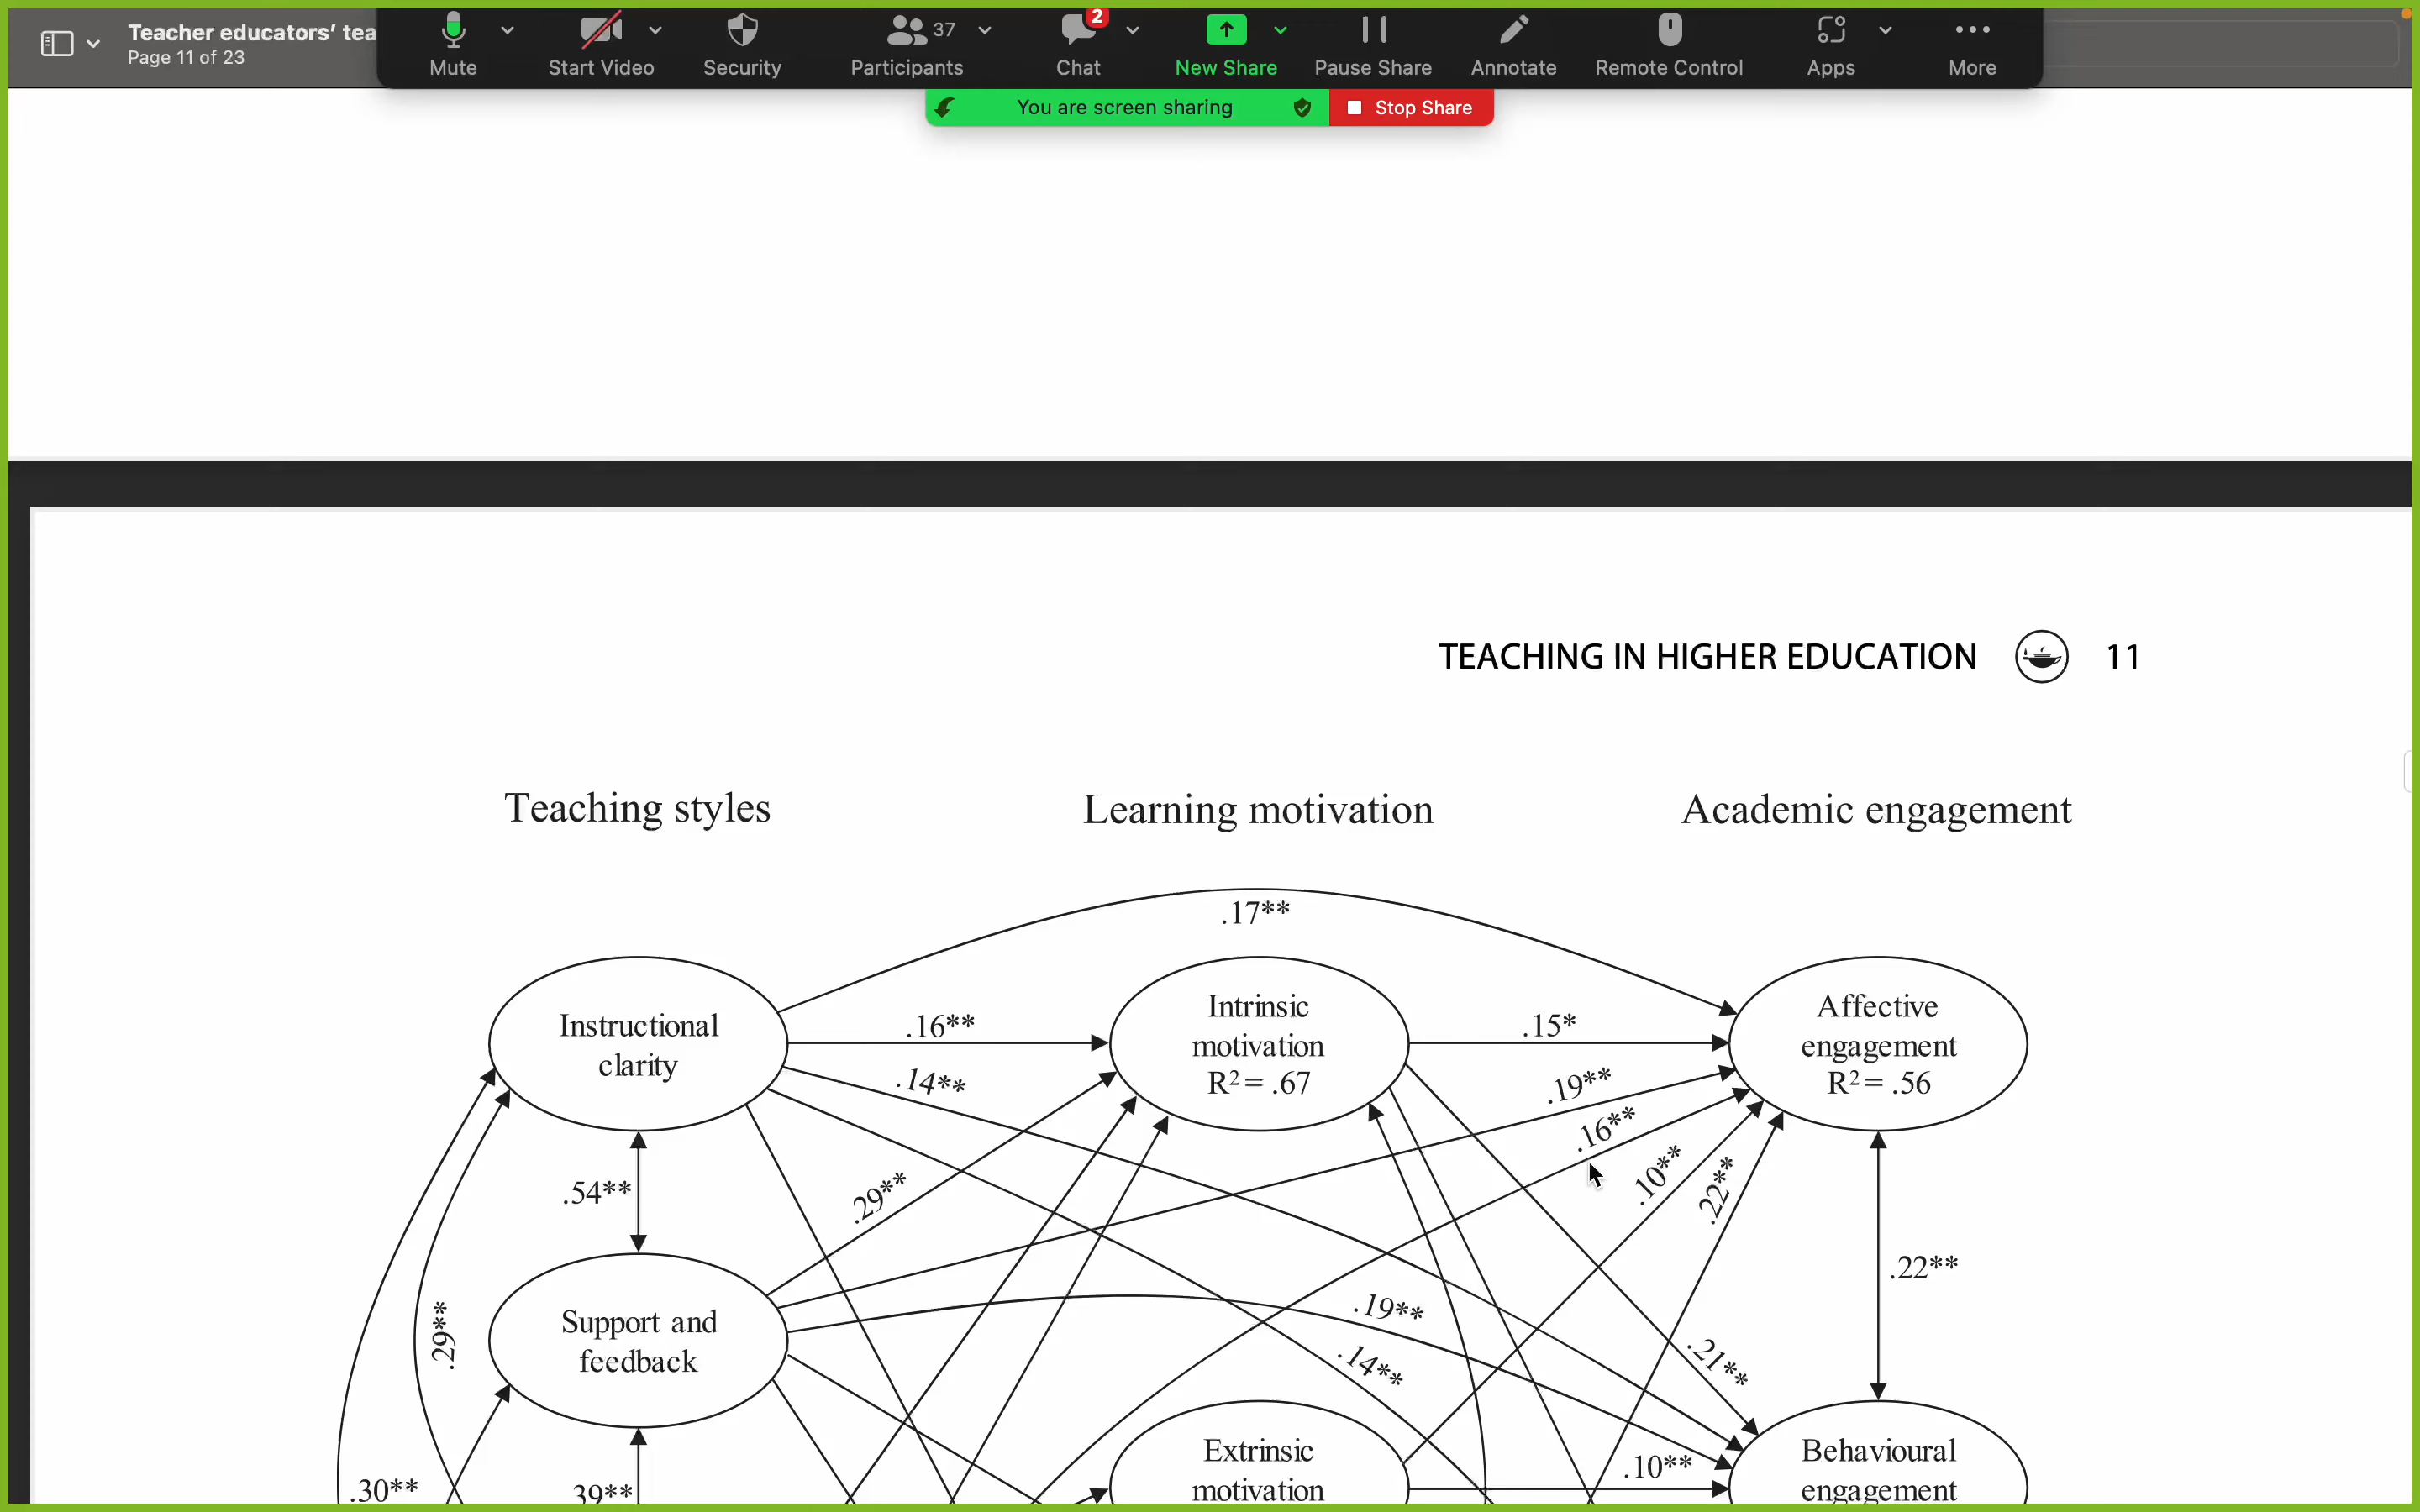 Teacher educators’ tea
Page 11 of 23
Mute
Start Video
Security
37
Participants
2
Chat
New Share
Pause Share
Annotate
Remote Control
Apps
More
You are screen sharing
Stop Share
TEACHING IN HIGHER EDUCATION 11
Teaching styles
Learning motivation
Academic engagement
.17**
Instructional
clarity
.16**
.14**
Intrinsic
motivation
R² = .67
.15*
.19**
.16**
.10**
.22**
Affective
engagement
R² = .56
.54**
.29**
.22**
.29**
Support and
feedback
.19**
.14**
.21**
.30**
.39**
Extrinsic
motivation
.10**
Behavioural
engagement